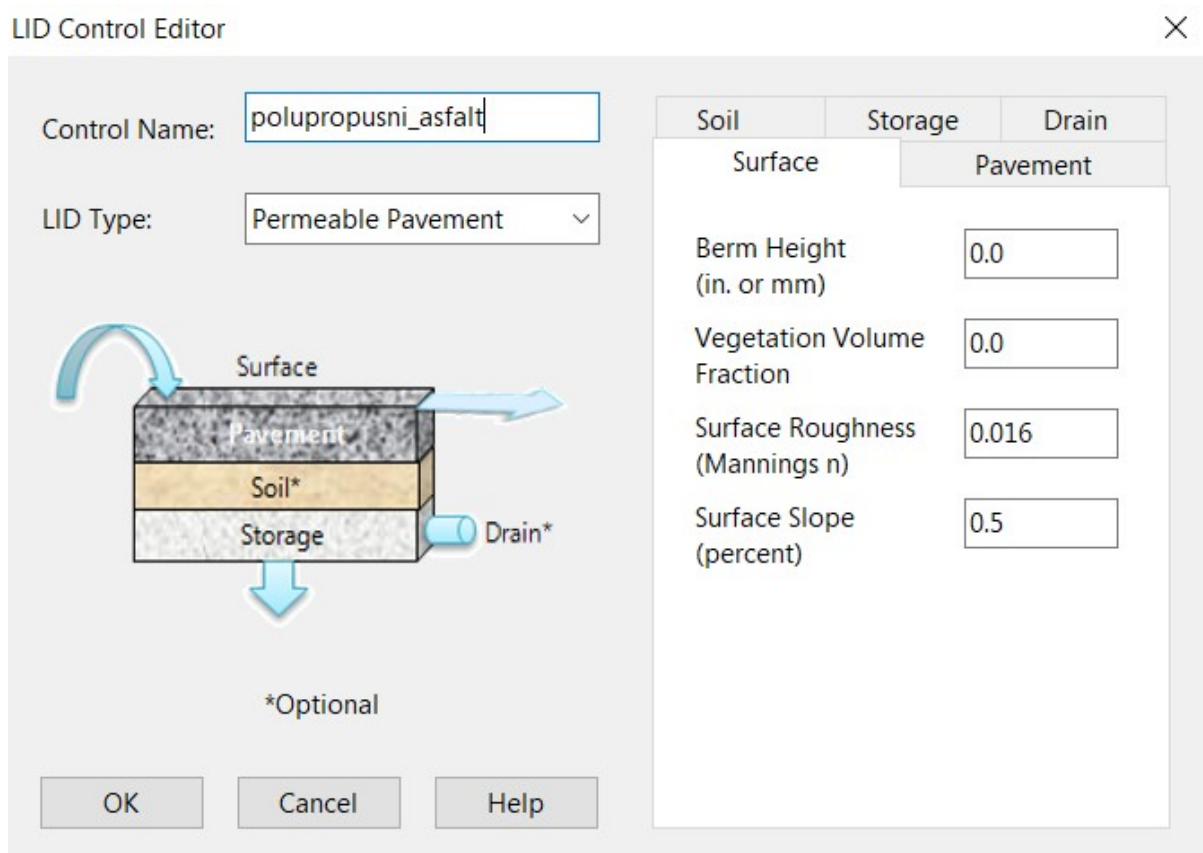 LID Control Editor
Control Name:
polupropusni_asfalt
LID Type:
Permeable Pavement
Surface
Pavement
Soil*
Storage
Drain*
*Optional
OK
Cancel
Help
Soil
Storage
Drain
Surface
Pavement
Berm Height
(in. or mm)
0.0
Vegetation Volume
Fraction
0.0
Surface Roughness
(Mannings n)
0.016
Surface Slope
(percent)
0.5